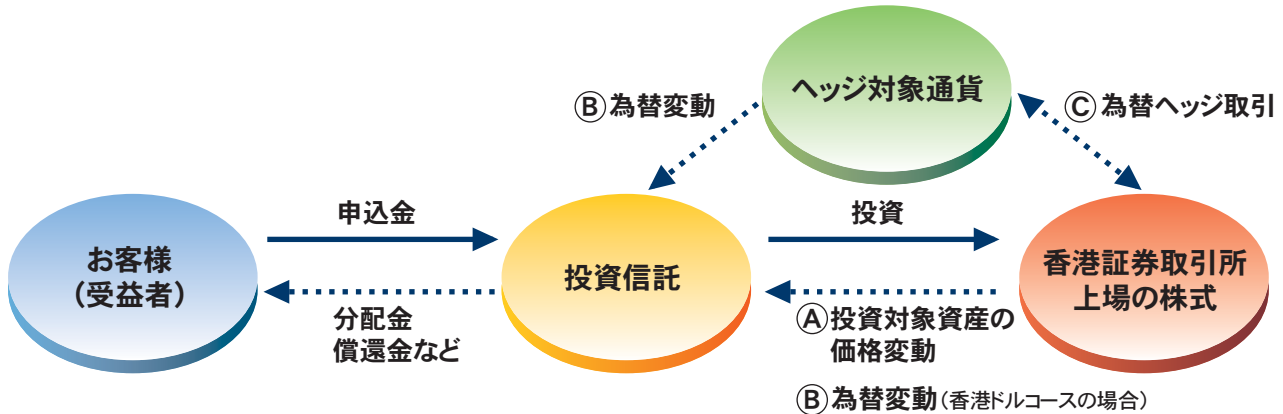 ヘッジ対象通貨
Ⓑ為替変動
Ⓒ為替ヘッジ取引
申込金
投資
お客様
（受益者）
投資信託
香港証券取引所
上場の株式
分配金
償還金など
Ⓐ投資対象資産の
価格変動
Ⓑ為替変動（香港ドルコースの場合）